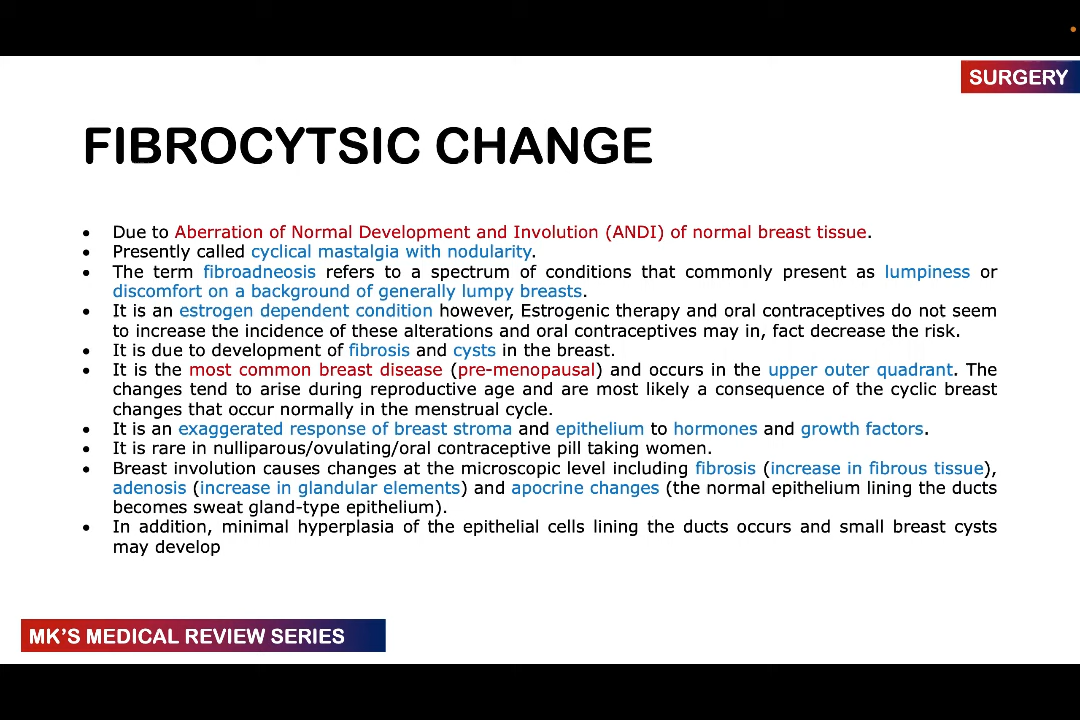 SURGERY
FIBROCYTSIC CHANGE
• Due to Aberration of Normal Development and Involution (ANDI) of normal breast tissue.
• Presently called cyclical mastalgia with nodularity.
• The term fibroadneosis refers to a spectrum of conditions that commonly present as lumpiness or
discomfort on a background of generally lumpy breasts.
• It is an estrogen dependent condition however, Estrogenic therapy and oral contraceptives do not seem
to increase the incidence of these alterations and oral contraceptives may in, fact decrease the risk.
• It is due to development of fibrosis and cysts in the breast.
• It is the most common breast disease (pre-menopausal) and occurs in the upper outer quadrant. The
changes tend to arise during reproductive age and are most likely a consequence of the cyclic breast
changes that occur normally in the menstrual cycle.
• It is an exaggerated response of breast stroma and epithelium to hormones and growth factors.
• It is rare in nulliparous/ovulating/oral contraceptive pill taking women.
• Breast involution causes changes at the microscopic level including fibrosis (increase in fibrous tissue),
adenosis (increase in glandular elements) and apocrine changes (the normal epithelium lining the ducts
becomes sweat gland-type epithelium).
• In addition, minimal hyperplasia of the epithelial cells lining the ducts occurs and small breast cysts
may develop
MK'S MEDICAL REVIEW SERIES